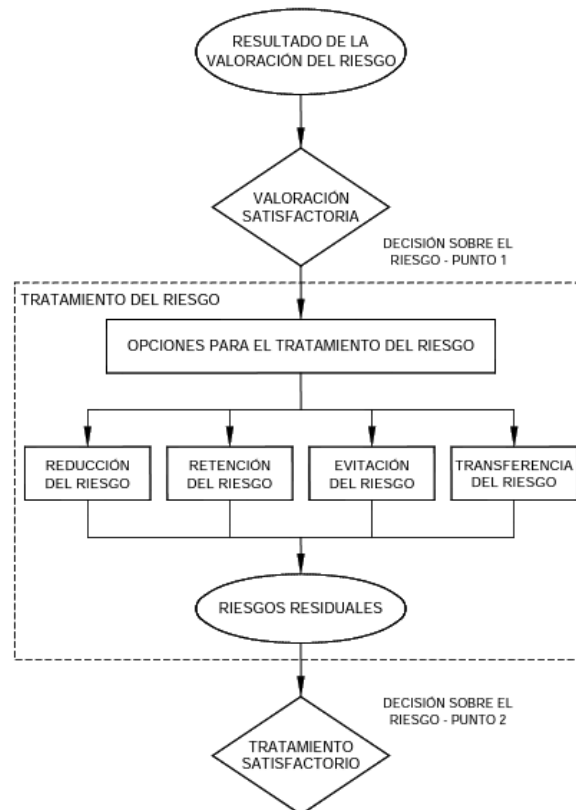 RESULTADO DE LA
VALORACIÓN DEL RIESGO
VALORACIÓN
SATISFACTORIA
DECISIÓN SOBRE EL
RIESGO - PUNTO 1
TRATAMIENTO DEL RIESGO
OPCIONES PARA EL TRATAMIENTO DEL RIESGO
REDUCCIÓN
DEL RIESGO
RETENCIÓN
DEL RIESGO
EVITACIÓN
DEL RIESGO
TRANSFERENCIA
DEL RIESGO
RIESGOS RESIDUALES
DECISIÓN SOBRE EL
RIESGO - PUNTO 2
TRATAMIENTO
SATISFACTORIO